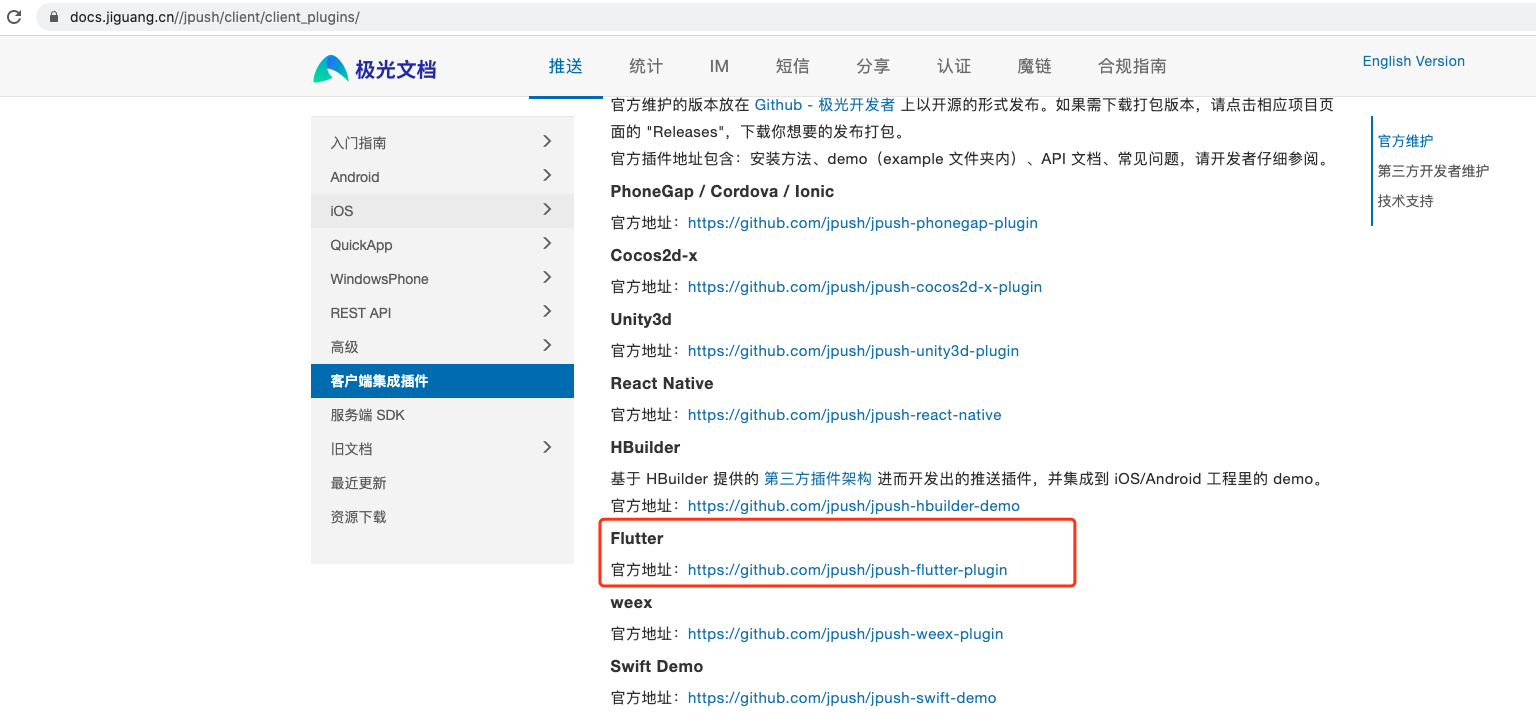 docs.jiguang.cn//jpush/client/client_plugins/
极光文档
推送
统计
IM
短信
分享
认证
魔链
合规指南
English Version
入门指南
Android
iOS
QuickApp
WindowsPhone
REST API
高级
客户端集成插件
服务端 SDK
旧文档
最近更新
资源下载
官方维护的版本放在 Github - 极光开发者 上以开源的形式发布。如果需下载打包版本，请点击相应项目页
面的 "Releases"，下载你想要的发布打包。
官方插件地址包含：安装方法、demo（example 文件夹内）、API 文档、常见问题，请开发者仔细参阅。
PhoneGap / Cordova / Ionic
官方地址：https://github.com/jpush/jpush-phonegap-plugin
Cocos2d-x
官方地址：https://github.com/jpush/jpush-cocos2d-x-plugin
Unity3d
官方地址：https://github.com/jpush/jpush-unity3d-plugin
React Native
官方地址：https://github.com/jpush/jpush-react-native
HBuilder
基于 HBuilder 提供的 第三方插件架构 进而开发出的推送插件，并集成到 iOS/Android 工程里的 demo。
官方地址：https://github.com/jpush/jpush-hbuilder-demo
Flutter
官方地址：https://github.com/jpush/jpush-flutter-plugin
weex
官方地址：https://github.com/jpush/jpush-weex-plugin
Swift Demo
官方地址：https://github.com/jpush/jpush-swift-demo
官方维护
第三方开发者维护
技术支持